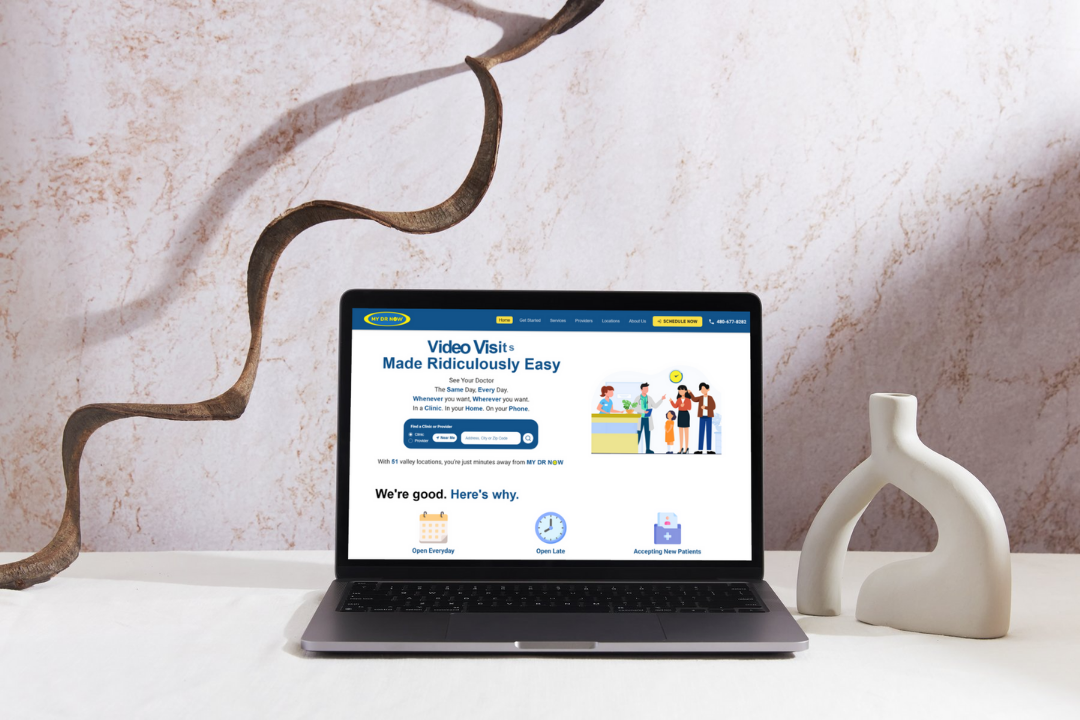 MY DR NOW
Home Get Started Services Providers Locations About Us SCHEDULE NOW 480-677-8282
Video Visits
Made Ridiculously Easy
See Your Doctor
The Same Day, Every Day.
Whenever you want, Wherever you want.
In a Clinic. In your Home. On your Phone.
Find a Clinic or Provider
Clinic
Provider
Near Me
Address, City or Zip Code
With 51 valley locations, you're just minutes away from MY DR NOW
We're good. Here's why.
Open Everyday Open Late Accepting New Patients